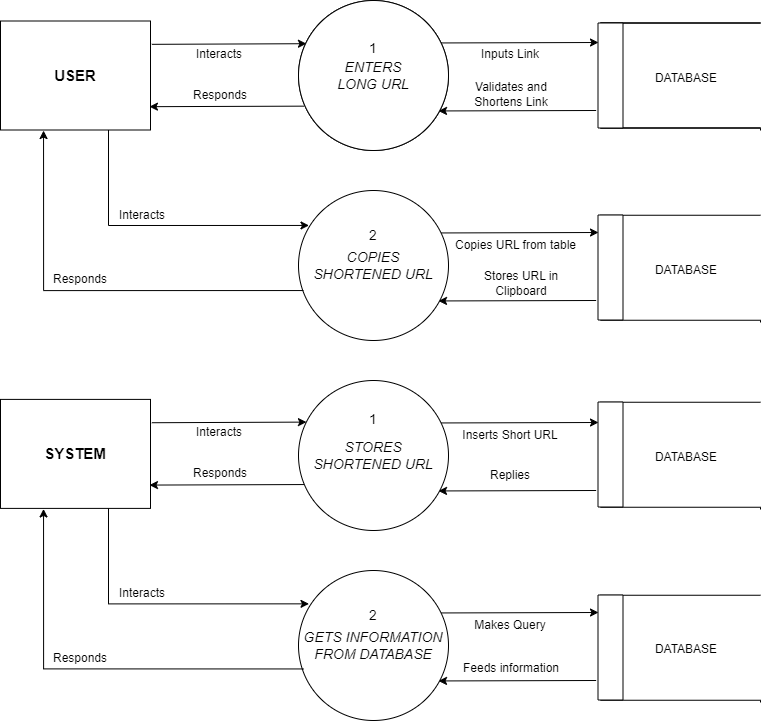 USER
Interacts
Responds
1
ENTERS
LONG URL
Inputs Link
Validates and
Shortens Link
DATABASE
Interacts
Responds
2
COPIES
SHORTENED URL
Copies URL from table
Stores URL in
Clipboard
DATABASE
SYSTEM
Interacts
Responds
1
STORES
SHORTENED URL
Inserts Short URL
Replies
DATABASE
Interacts
Responds
2
GETS INFORMATION
FROM DATABASE
Makes Query
Feeds information
DATABASE